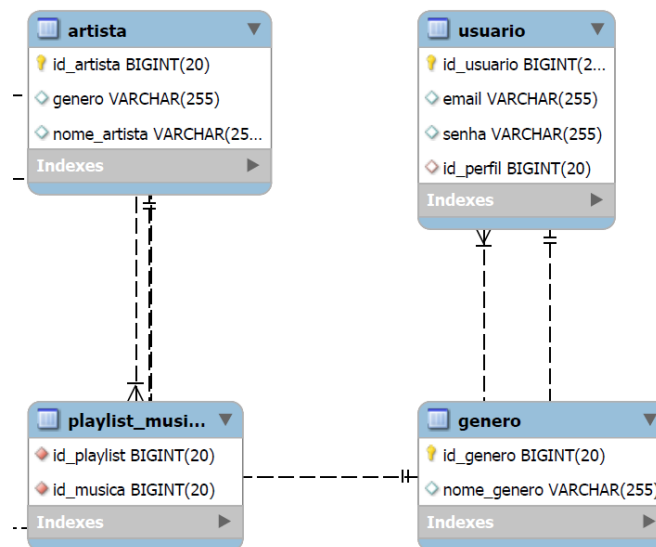 artista
id_artista BIGINT(20)
genero VARCHAR(255)
nome_artista VARCHAR(25...
Indexes
usuario
id_usuario BIGINT(2...
email VARCHAR(255)
senha VARCHAR(255)
id_perfil BIGINT(20)
Indexes
playlist_musi...
id_playlist BIGINT(20)
id_musica BIGINT(20)
Indexes
genero
id_genero BIGINT(20)
nome_genero VARCHAR(255)
Indexes